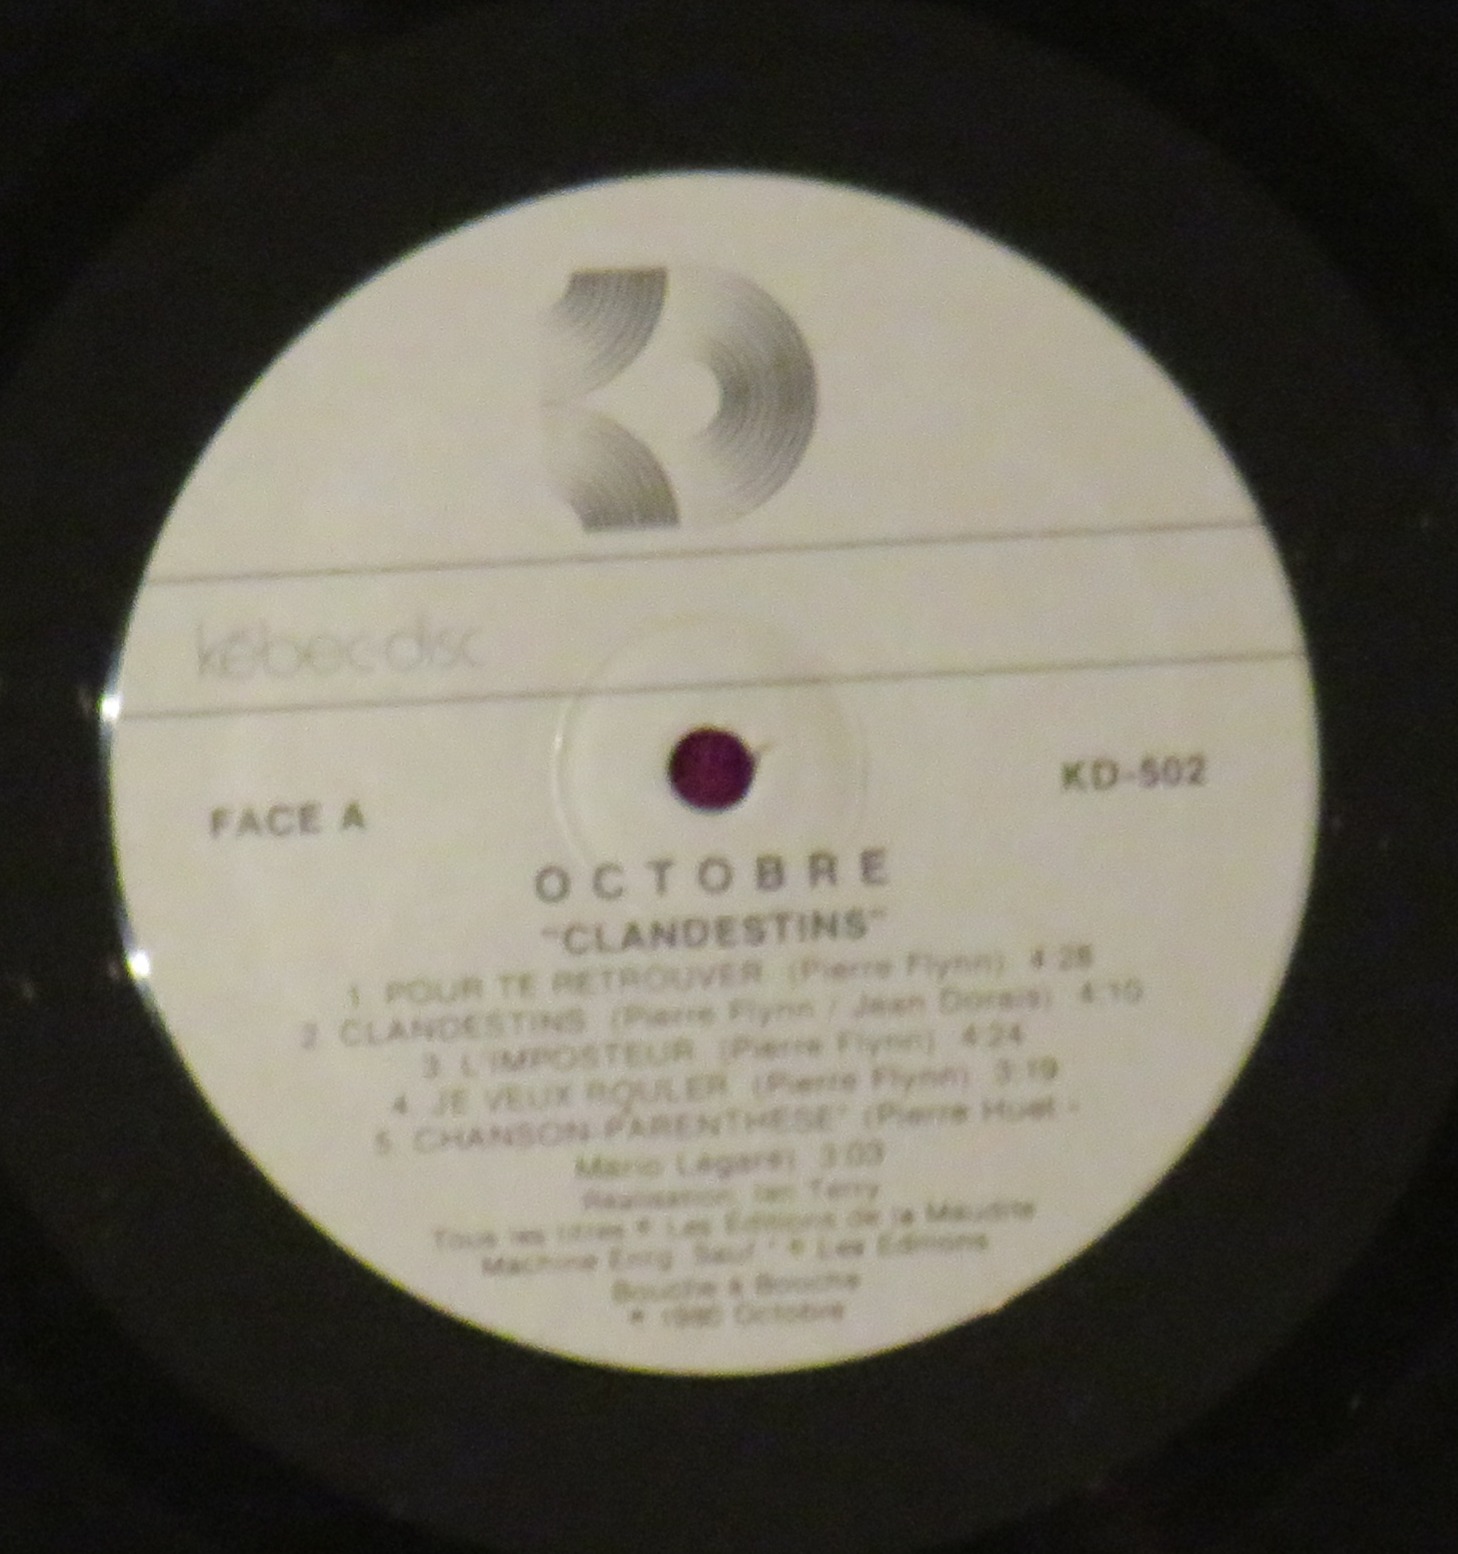 kébec-disc
FACE A
KD-502
OCTOBRE
"CLANDESTINS"
1. POUR TE RETROUVER (Pierre Flynn) 4:28
2. CLANDESTINS (Pierre Flynn / Jean Dorais) 4:10
3. L'IMPOSTEUR (Pierre Flynn) 4:24
4. JE VEUX ROULER (Pierre Flynn) 3:19
5. CHANSON-PARENTHESE* (Pierre Huet -
Mario Légaré) 3:03
Réalisation: Ian Terry
Tous les titres Les Éditions de la Maudite
Machine Enrg. Sauf * Les Éditions
Bouche à Bouche
1980 Octobre